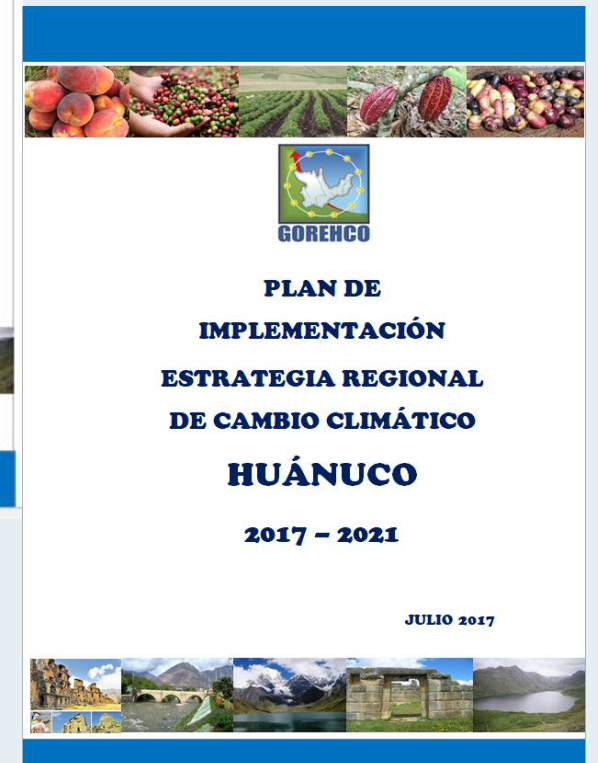 GOREHCO
PLAN DE
IMPLEMENTACIÓN
ESTRATEGIA REGIONAL
DE CAMBIO CLIMÁTICO
HUÁNUCO
2017 – 2021
JULIO 2017